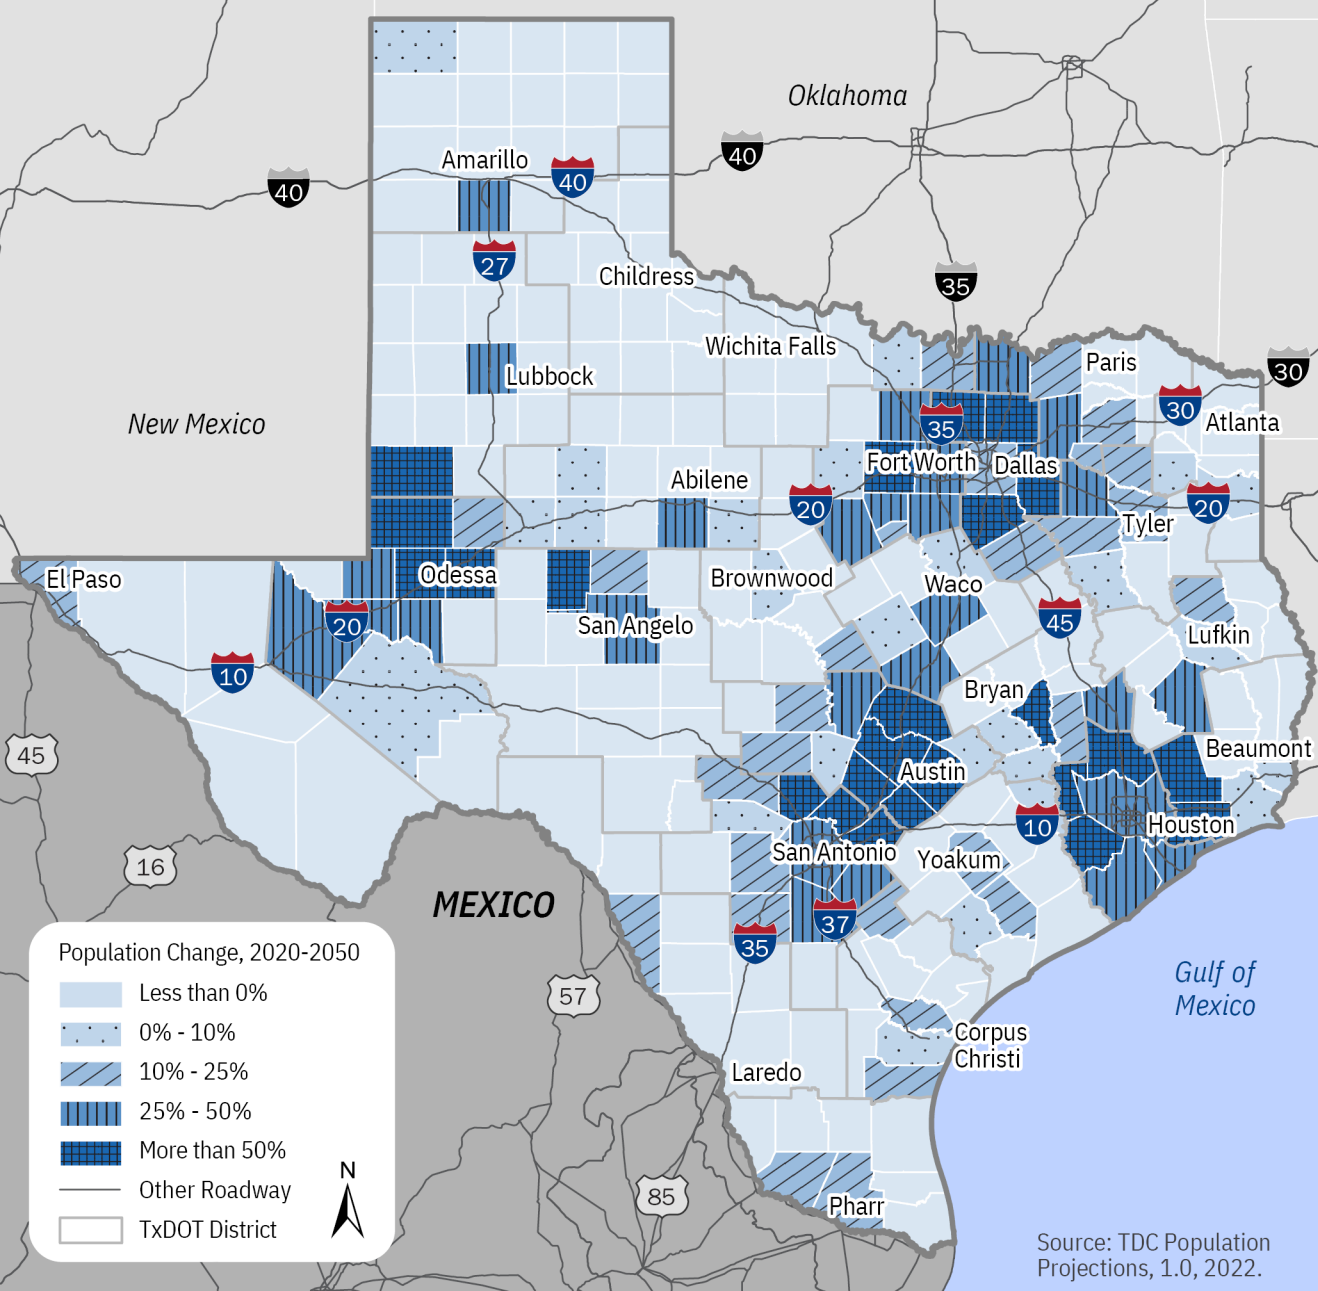 Oklahoma
Amarillo
40
40
40
27
Childress
35
Wichita Falls
Paris
30
Lubbock
30
New Mexico
35
Atlanta
Fort Worth
Dallas
Abilene
20
20
Tyler
El Paso
Odessa
Brownwood
Waco
20
San Angelo
45
Lufkin
10
Bryan
45
Beaumont
Austin
10
Houston
16
San Antonio
Yoakum
MEXICO
37
35
Population Change, 2020-2050
Less than 0%
0% - 10%
10% - 25%
25% - 50%
More than 50%
Other Roadway
TxDOT District
N
57
Gulf of
Mexico
Corpus
Christi
Laredo
85
Pharr
Source: TDC Population
Projections, 1.0, 2022.